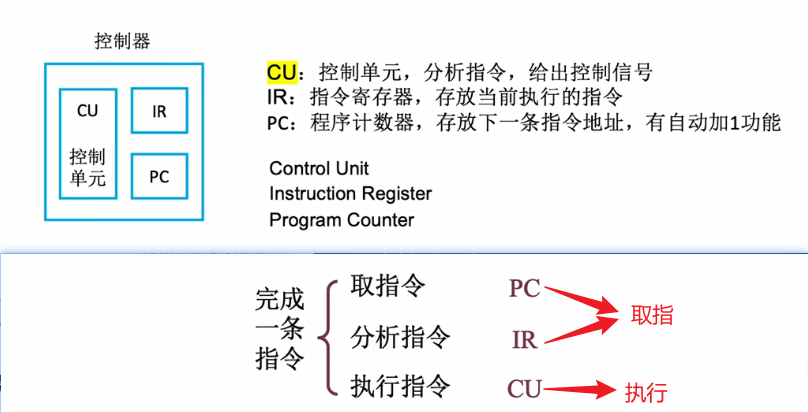 控制器
CU
控制
单元
IR
PC
CU：控制单元，分析指令，给出控制信号
IR：指令寄存器，存放当前执行的指令
PC：程序计数器，存放下一条指令地址，有自动加1功能
Control Unit
Instruction Register
Program Counter
完成
一条
指令
取指令 PC
分析指令 IR
执行指令 CU
取指
执行